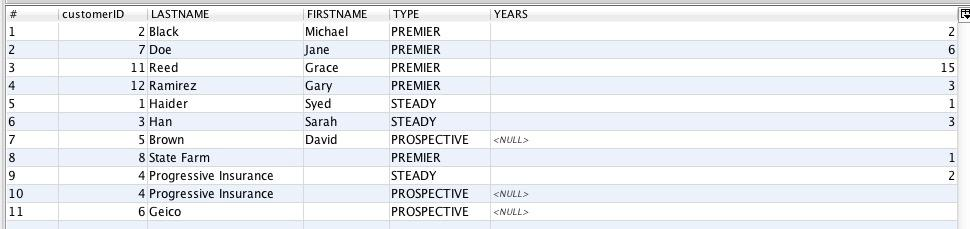 # customerID LASTNAME FIRSTNAME TYPE YEARS
1 2 Black Michael PREMIER 2
2 7 Doe Jane PREMIER 6
3 11 Reed Grace PREMIER 15
4 12 Ramirez Gary PREMIER 3
5 1 Haider Syed STEADY 1
6 3 Han Sarah STEADY 3
7 5 Brown David PROSPECTIVE <NULL>
8 8 State Farm PREMIER 1
9 4 Progressive Insurance STEADY 2
10 4 Progressive Insurance PROSPECTIVE <NULL>
11 6 Geico PROSPECTIVE <NULL>